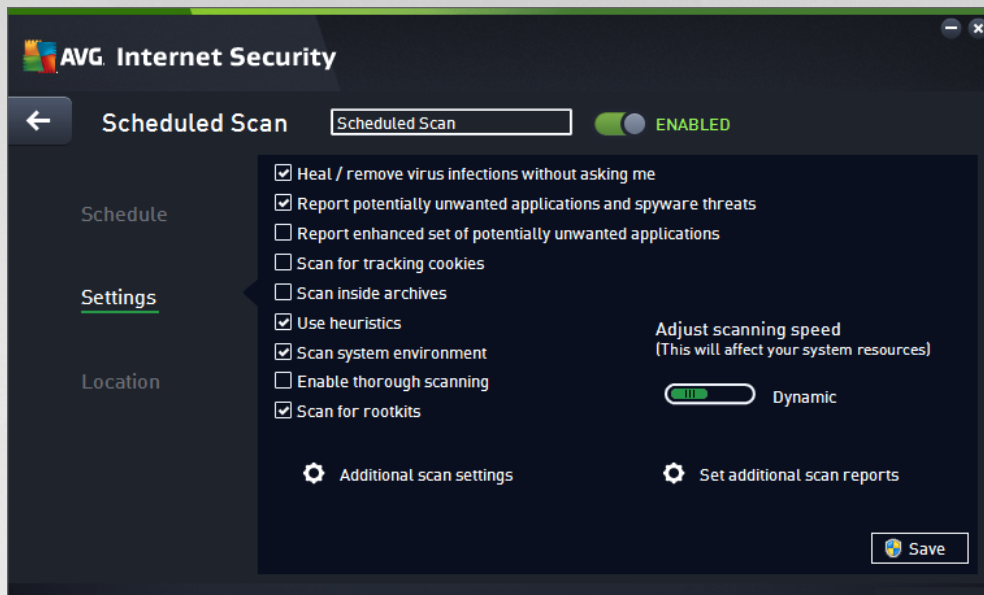 AVG. Internet Security
Scheduled Scan
Scheduled Scan
ENABLED
Schedule
Settings
Location
Heal / remove virus infections without asking me
Report potentially unwanted applications and spyware threats
Report enhanced set of potentially unwanted applications
Scan for tracking cookies
Scan inside archives
Use heuristics
Scan system environment
Enable thorough scanning
Scan for rootkits
Adjust scanning speed
(This will affect your system resources)
Dynamic
Additional scan settings
Set additional scan reports
Save